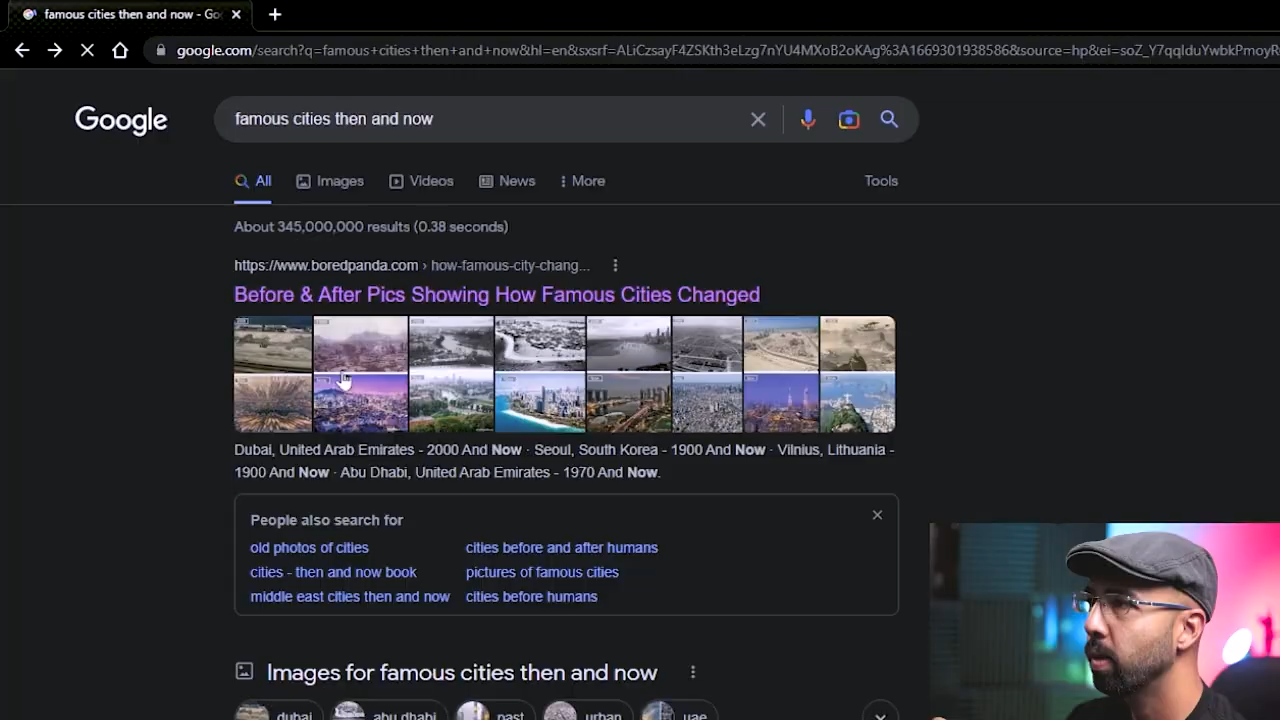 famous cities then and now - Go
google.com/search?q=famous+cities+then+and+now&hl=en&sxsrf=ALiCzsayF4ZSKth3eLzg7nYU4MXoB2oKAg%3A1669301938586&source=hp&ei=soZ_Y7qqIduYwbkPmoyR
Google
famous cities then and now
All Images Videos News More Tools
About 345,000,000 results (0.38 seconds)
https://www.boredpanda.com › how-famous-city-chang...
Before & After Pics Showing How Famous Cities Changed
Dubai, United Arab Emirates - 2000 And Now · Seoul, South Korea - 1900 And Now · Vilnius, Lithuania -
1900 And Now · Abu Dhabi, United Arab Emirates - 1970 And Now.
People also search for
old photos of cities cities before and after humans
cities - then and now book pictures of famous cities
middle east cities then and now cities before humans
Images for famous cities then and now
dubai abu dhabi past urban uae